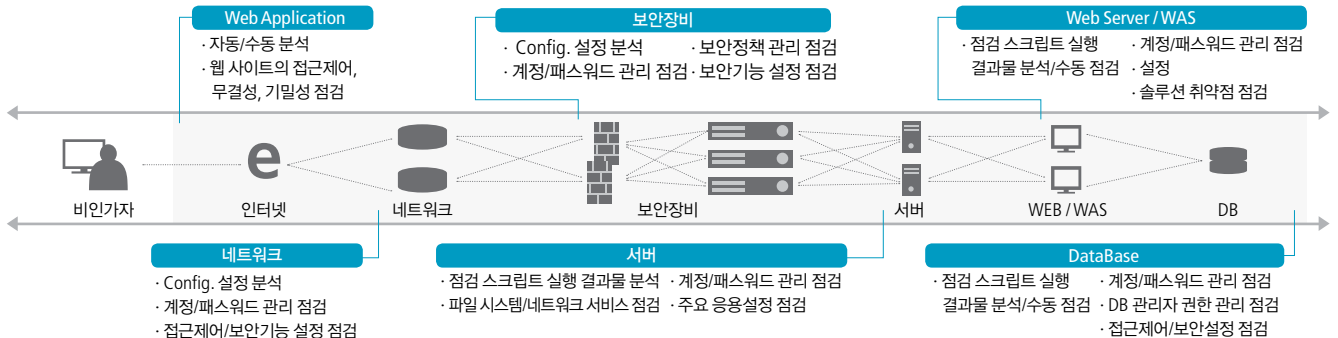 Web Application
· 자동/수동 분석
· 웹 사이트의 접근제어,
무결성, 기밀성 점검
보안장비
· Config. 설정 분석 · 보안정책 관리 점검
· 계정/패스워드 관리 점검 · 보안기능 설정 점검
Web Server / WAS
· 점검 스크립트 실행 · 계정/패스워드 관리 점검
결과물 분석/수동 점검 · 설정
· 솔루션 취약점 점검
비인가자
e
인터넷
네트워크
보안장비
서버
WEB / WAS
DB
네트워크
· Config. 설정 분석
· 계정/패스워드 관리 점검
· 접근제어/보안기능 설정 점검
서버
· 점검 스크립트 실행 결과물 분석 · 계정/패스워드 관리 점검
· 파일 시스템/네트워크 서비스 점검 · 주요 응용설정 점검
DataBase
· 점검 스크립트 실행 · 계정/패스워드 관리 점검
결과물 분석/수동 점검 · DB 관리자 권한 관리 점검
· 접근제어/보안설정 점검